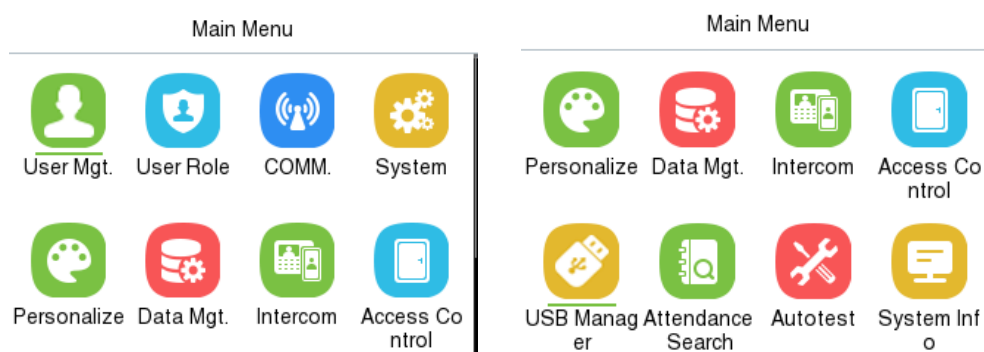 Main Menu
User Mgt.
User Role
COMM.
System
Personalize
Data Mgt.
Intercom
Access Co
ntrol
Main Menu
Personalize
Data Mgt.
Intercom
Access Co
ntrol
USB Manag
er
Attendance
Search
Autotest
System Inf
o